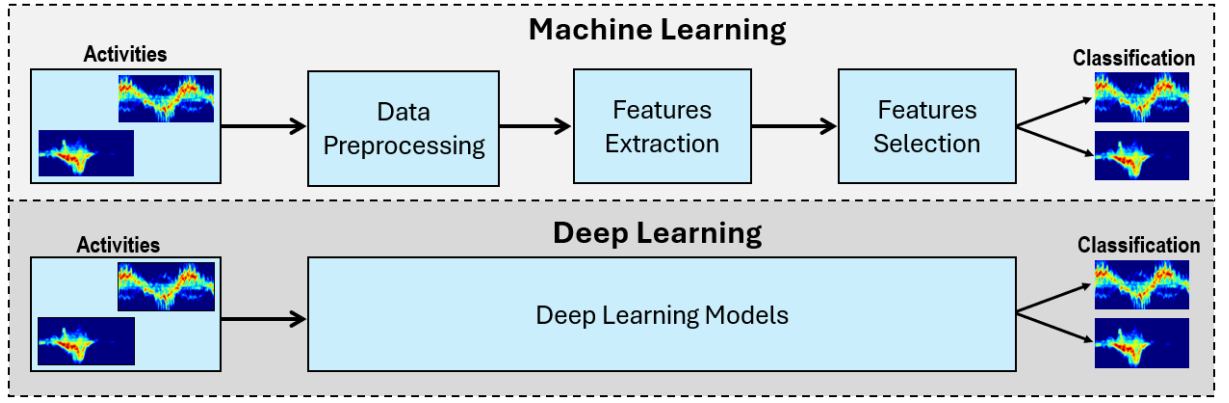 Machine Learning
Activities
Classification
Data
Preprocessing
Features
Extraction
Features
Selection
Deep Learning
Activities
Classification
Deep Learning Models